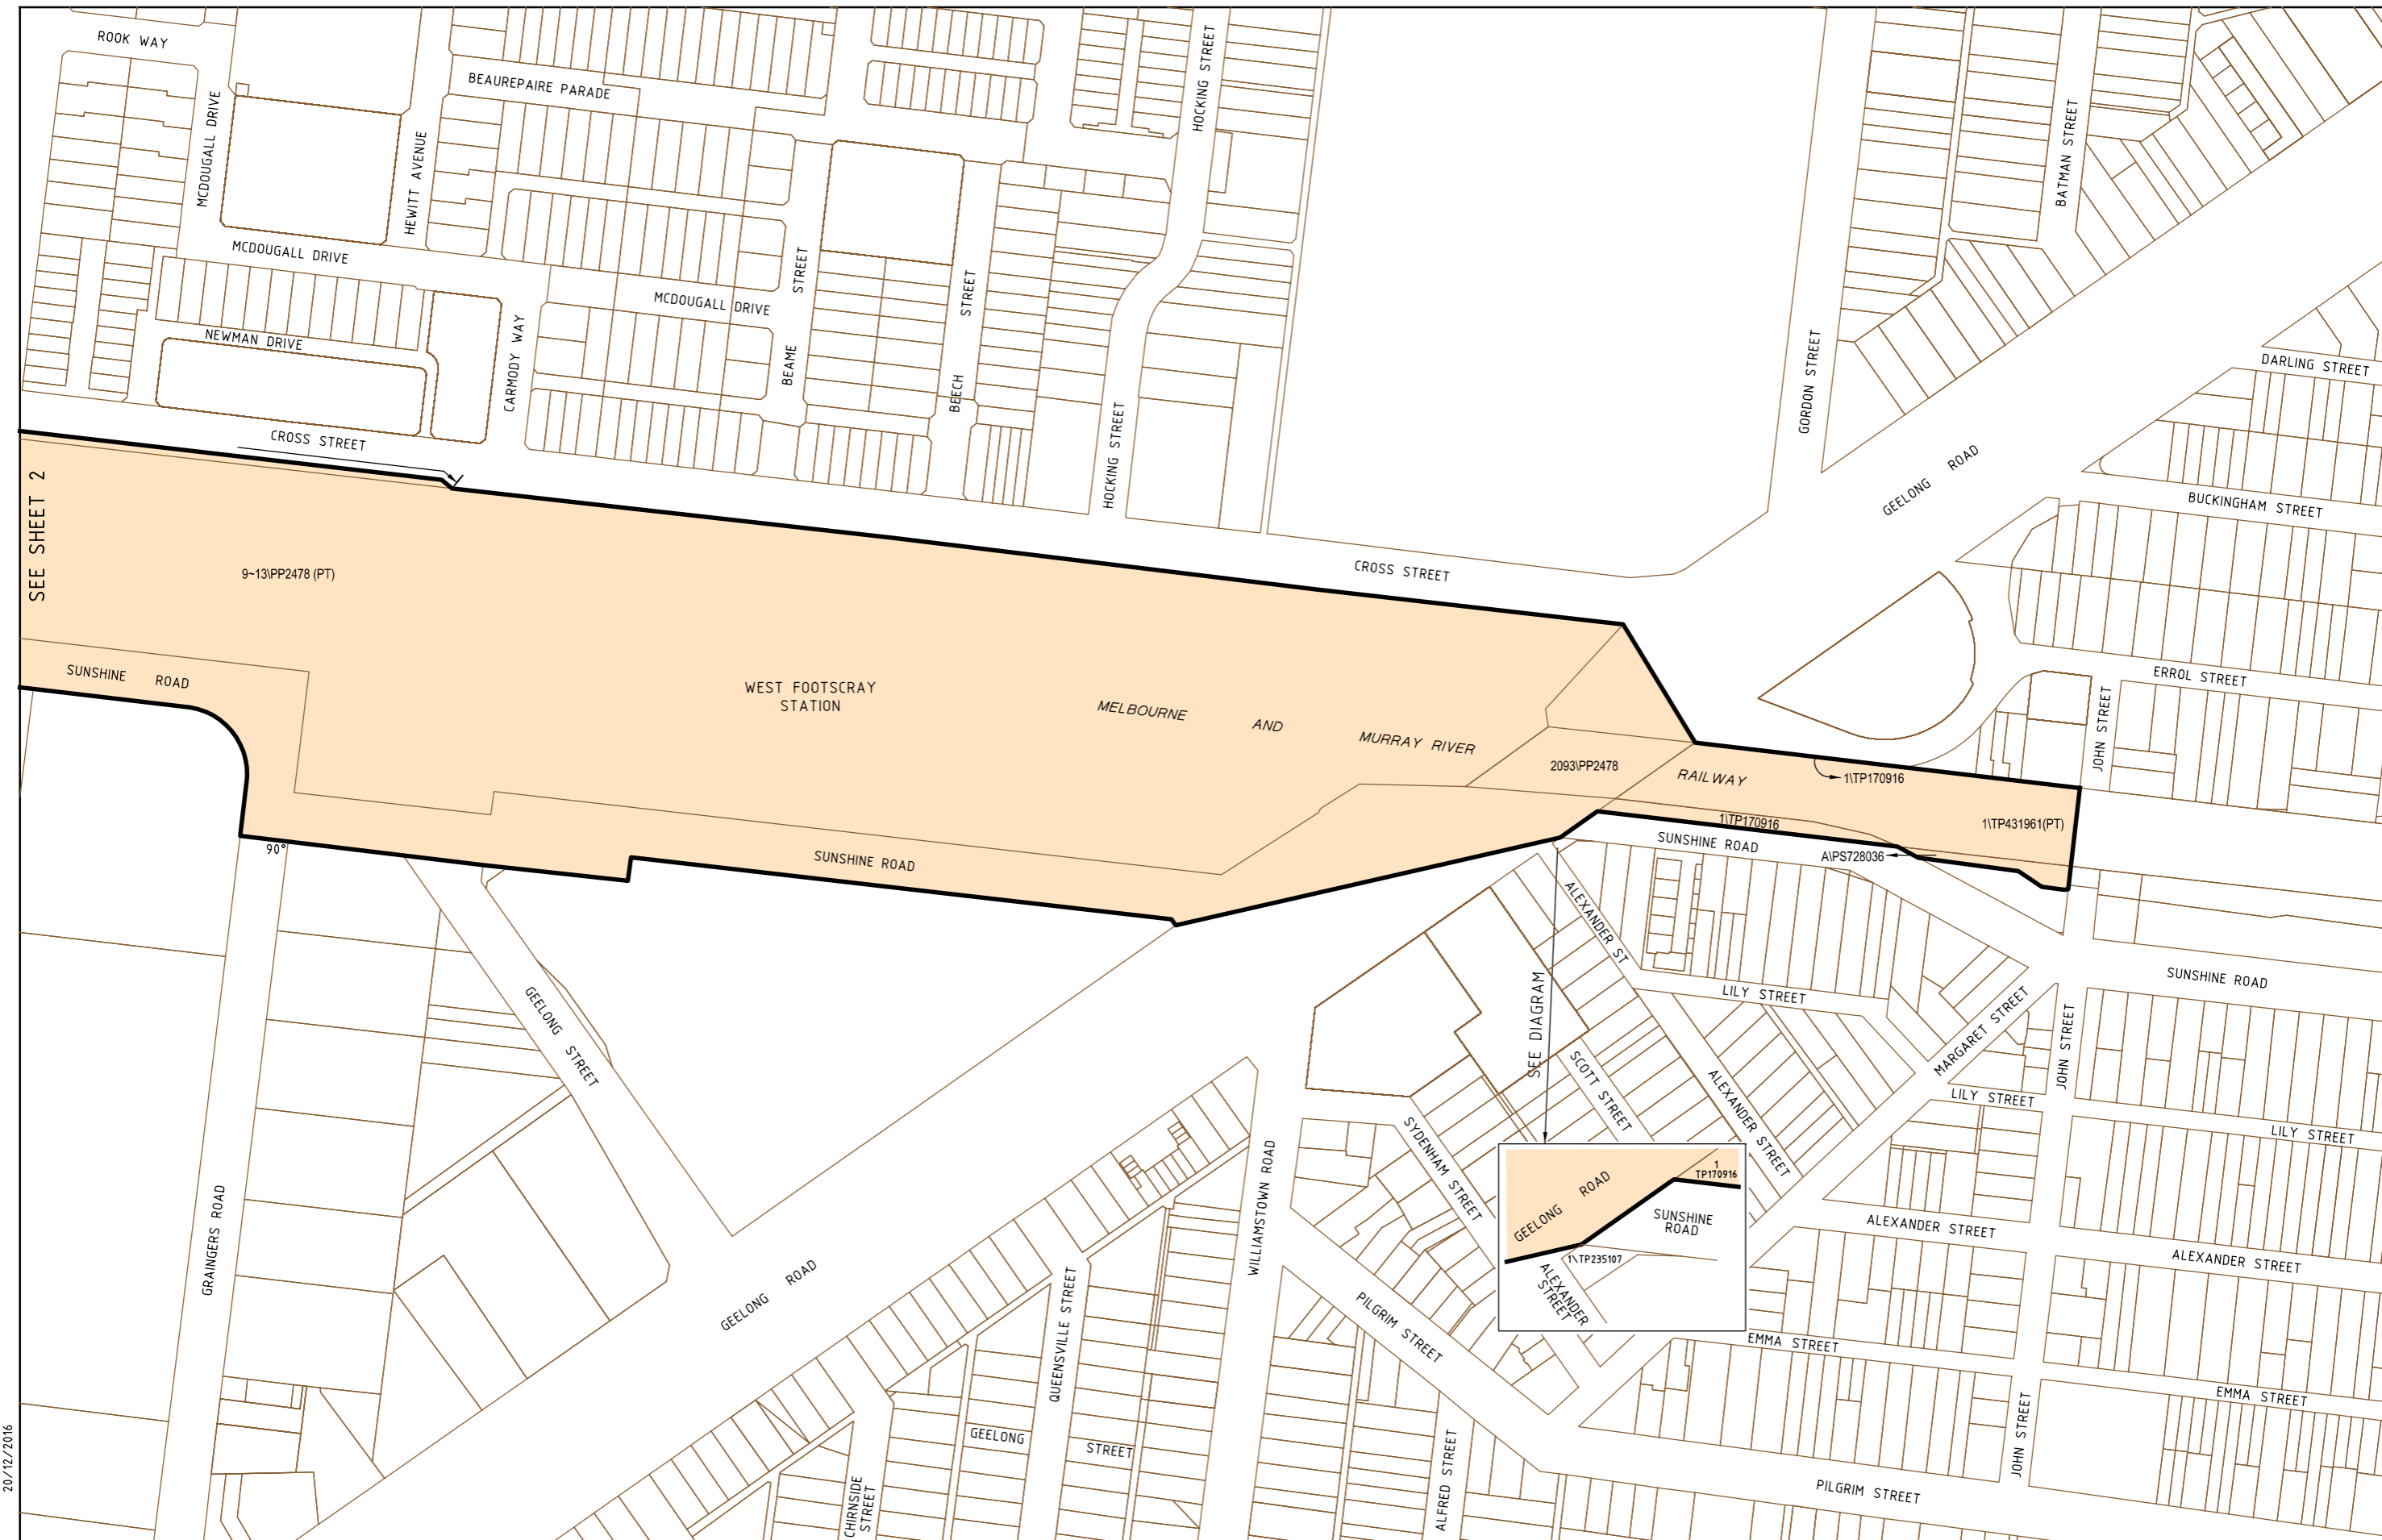 ROOK WAY
MCDOUGALL DRIVE
HEWITT AVENUE
BEAUREPAIRE PARADE
HOCKING STREET
BATMAN STREET
MCDOUGALL DRIVE
MCDOUGALL DRIVE
BEAME STREET
BEECH STREET
NEWMAN DRIVE
CARMODY WAY
HOCKING STREET
GORDON STREET
DARLING STREET
CROSS STREET
GEELONG ROAD
BUCKINGHAM STREET
SEE SHEET 2
9~13\PP2478 (PT)
CROSS STREET
SUNSHINE ROAD
WEST FOOTSCRAY
STATION
MELBOURNE AND MURRAY RIVER
RAILWAY
2093\PP2478
1\TP170916
ERROL STREET
JOHN STREET
1\TP170916
1\TP431961(PT)
90°
SUNSHINE ROAD
SUNSHINE ROAD
A\PS728036
ALEXANDER ST
LILY STREET
SUNSHINE ROAD
GEELONG STREET
SEE DIAGRAM
SCOTT STREET
ALEXANDER STREET
MARGARET STREET
JOHN STREET
LILY STREET
LILY STREET
GRAINGERS ROAD
WILLIAMSTOWN ROAD
SYDENHAM STREET
GEELONG ROAD
1
TP170916
SUNSHINE
ROAD
1\TP235107
ALEXANDER
STREET
ALEXANDER STREET
ALEXANDER STREET
GEELONG ROAD
QUEENSVILLE STREET
PILGRIM STREET
EMMA STREET
EMMA STREET
GEELONG STREET
CHIRNSIDE
STREET
ALFRED STREET
JOHN STREET
PILGRIM STREET
20/12/2016